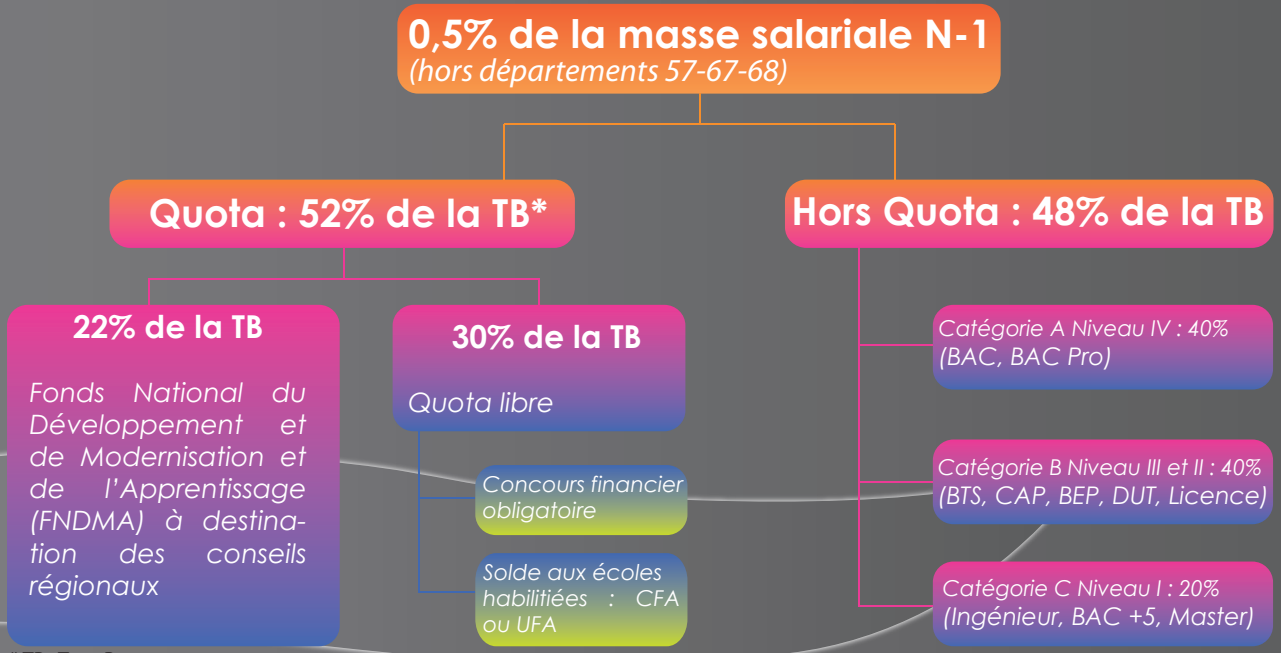 0,5% de la masse salariale N-1
(hors départements 57-67-68)
Quota : 52% de la TB*
Hors Quota : 48% de la TB
22% de la TB
Fonds National du
Développement et
de Modernisation et
de l'Apprentissage
(FNDMA) à destina-
tion des conseils
régionaux
30% de la TB
Quota libre
Concours financier
obligatoire
Solde aux écoles
habilitiées : CFA
ou UFA
Catégorie A Niveau IV : 40%
(BAC, BAC Pro)
Catégorie B Niveau III et II : 40%
(BTS, CAP, BEP, DUT, Licence)
Catégorie C Niveau I : 20%
(Ingénieur, BAC +5, Master)